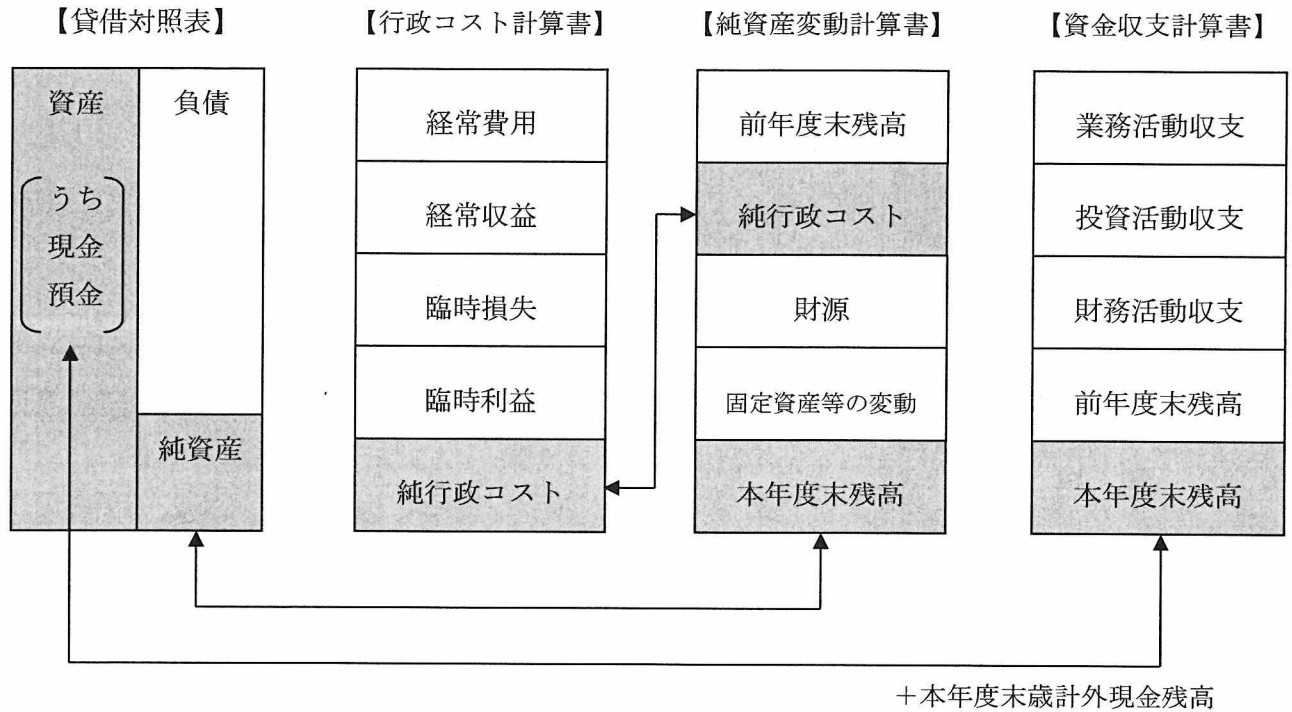 【貸借対照表】
資産
うち
現金
預金
負債
純資産
【行政コスト計算書】
経常費用
経常収益
臨時損失
臨時利益
純行政コスト
【純資産変動計算書】
前年度末残高
純行政コスト
財源
固定資産等の変動
本年度末残高
【資金収支計算書】
業務活動収支
投資活動収支
財務活動収支
前年度末残高
本年度末残高
＋本年度末歳計外現金残高